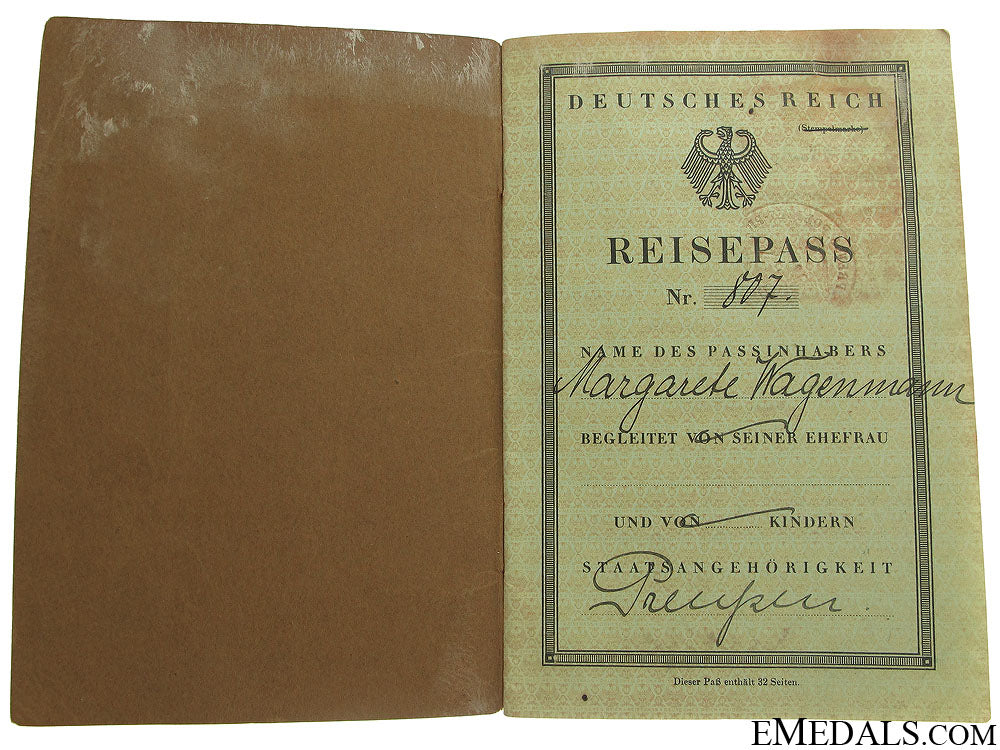 DEUTSCHES REICH
(Stempelmarke)
REISEPASS
Nr. 807.
NAME DES PASSINHABERS
Margarete Wagenmann
BEGLEITET VON SEINER EHEFRAU
UND VON KINDERN
STAATSANGEHÖRIGKEIT
Preußen.
Dieser Paß enthält 32 Seiten.
EMEDALS.COM